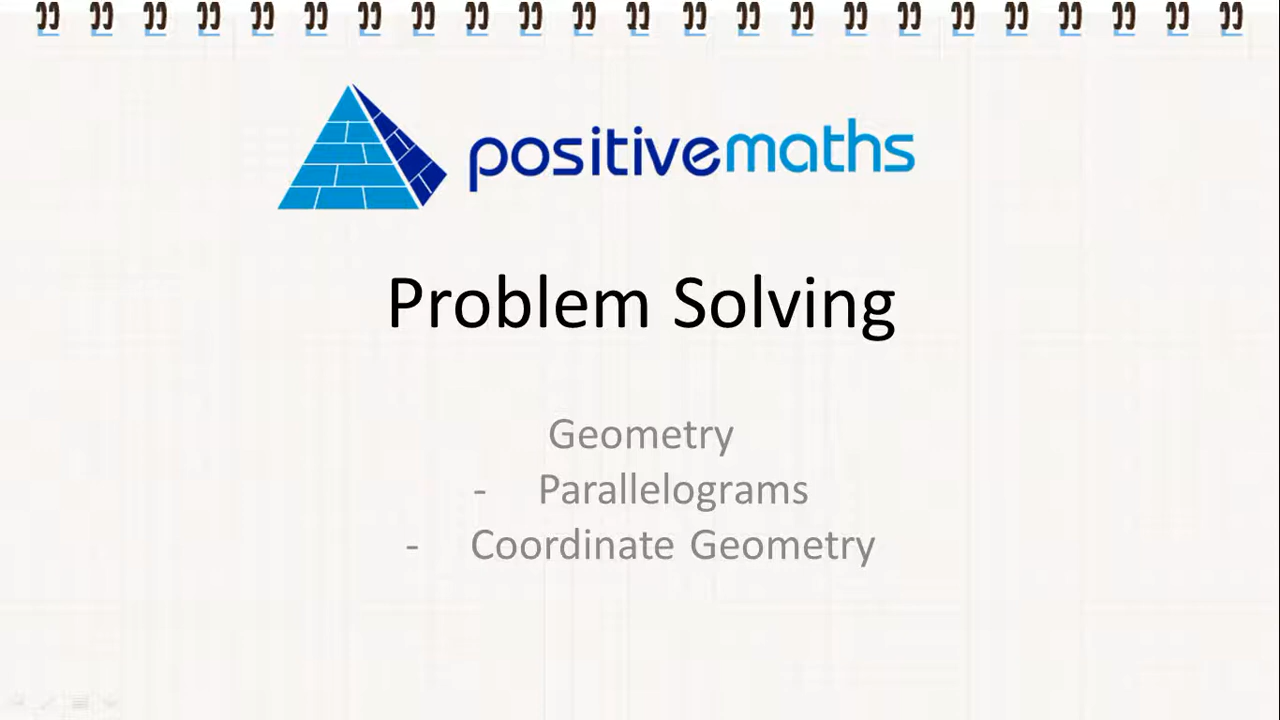 positivemaths
Problem Solving
Geometry
- Parallelograms
- Coordinate Geometry